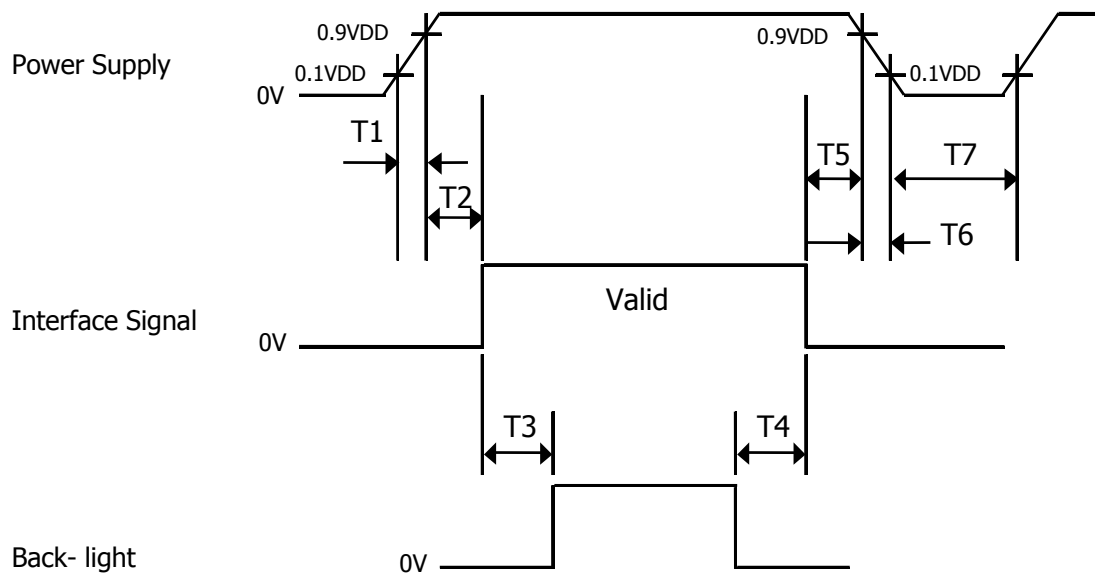 0.9VDD
0.9VDD
Power Supply
0.1VDD
0.1VDD
0V
T1
T5
T7
T2
T6
Valid
Interface Signal
0V
T3
T4
Back- light
0V